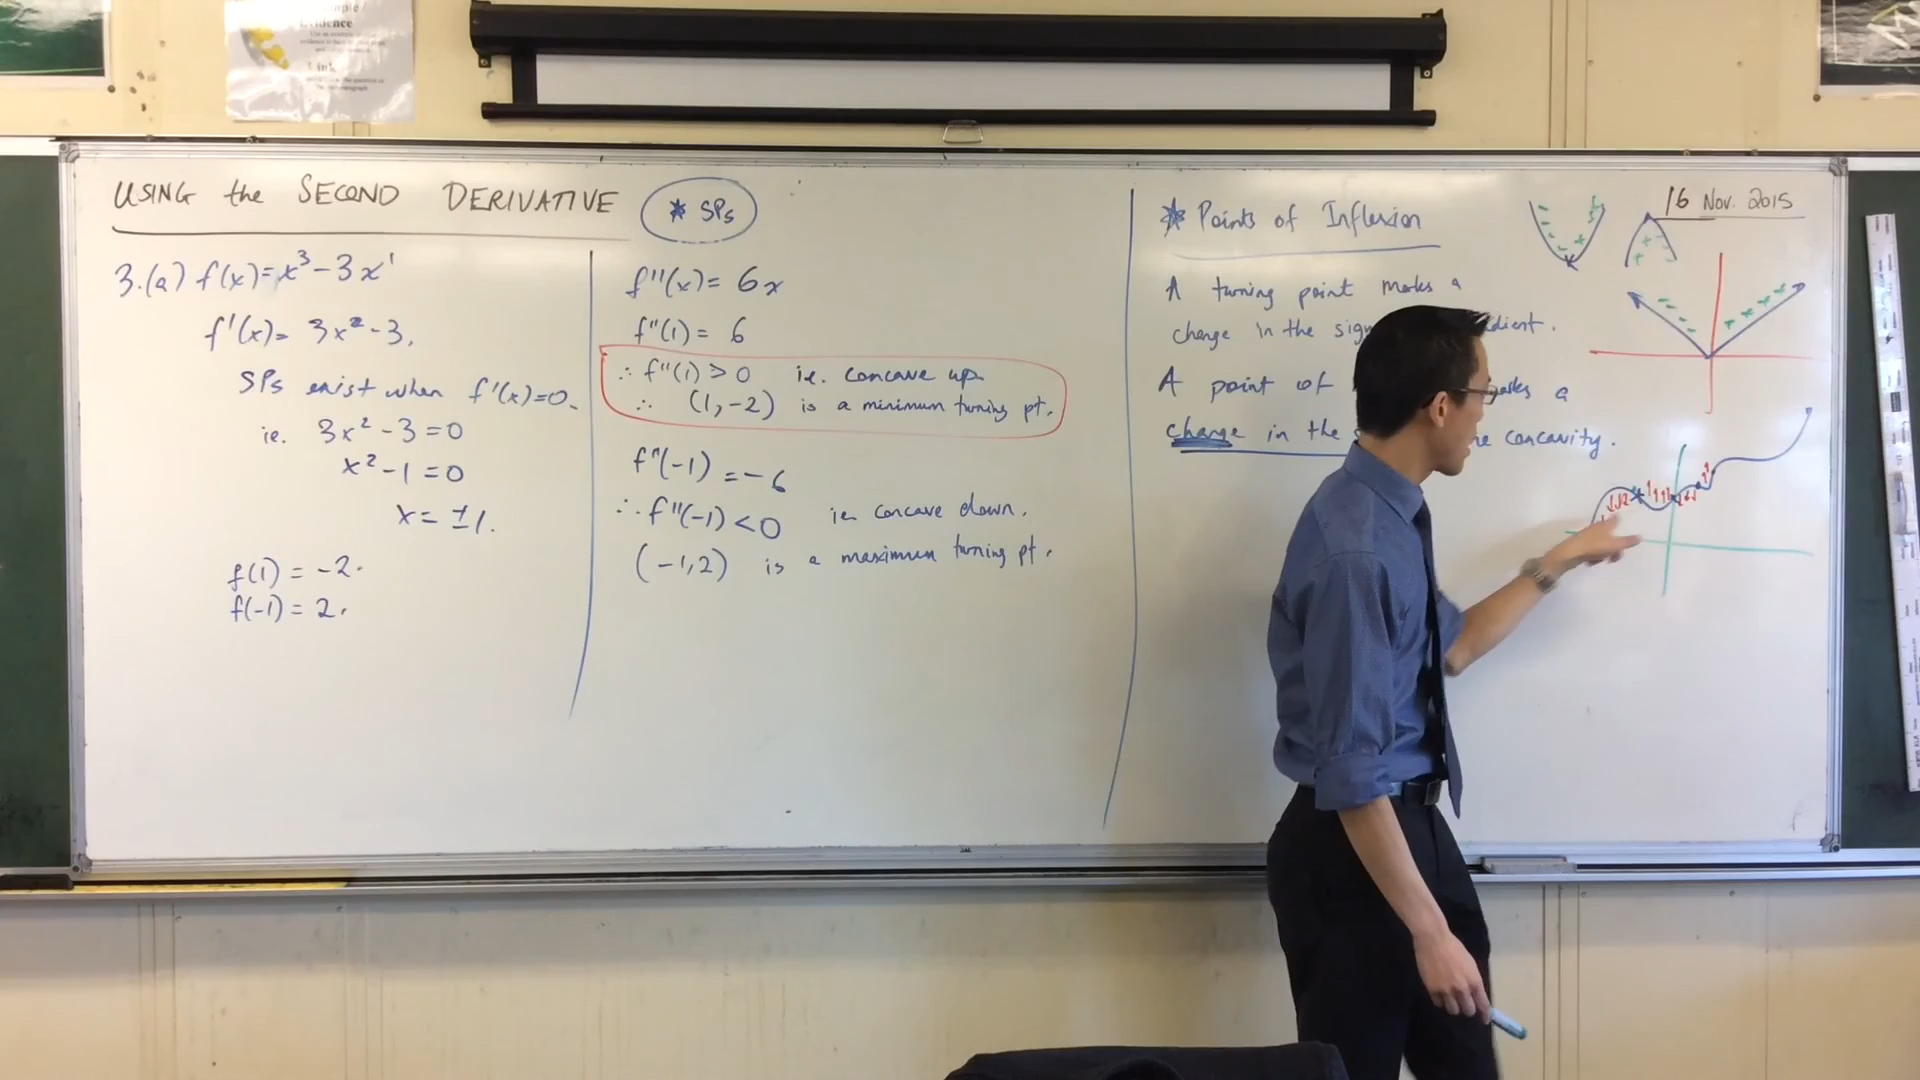 USING the SECOND DERIVATIVE
* SPs
3.(a) f(x)=x³-3x¹
f'(x)= 3x²-3.
SPs exist when f'(x)=0.
ie. 3x²-3=0
x²-1=0
x=±1.
f(1) = -2.
f(-1) = 2.
f''(x)= 6x
f''(1) = 6
∴ f''(1) > 0 ie. concave up
∴ (1,-2) is a minimum turning pt.
f''(-1) = -6
∴ f''(-1) < 0 ie. concave down.
(-1,2) is a maximum turning pt.
* Points of Inflexion
16 Nov. 2015
A turning point marks a
change in the sign
A point of a
change in the concavity.
Evidence
Link